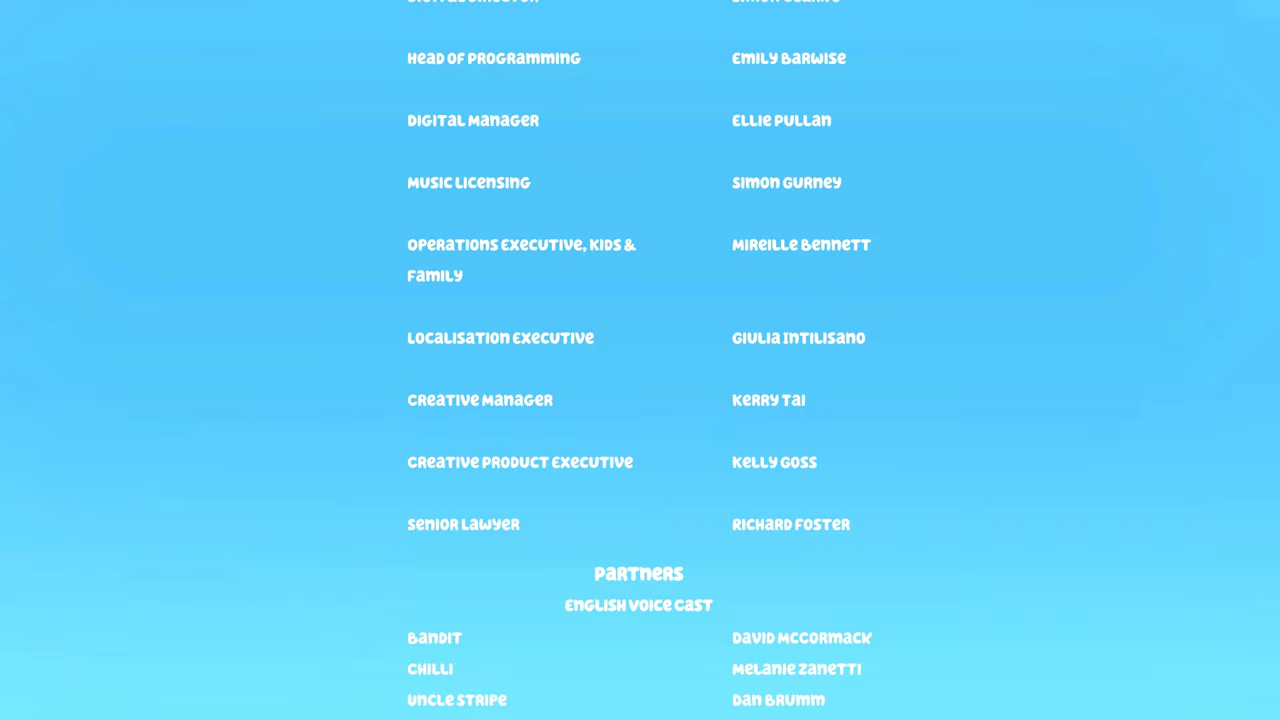 Head of Programming Emily Barwise
Digital Manager Ellie Pullan
Music Licensing Simon Gurney
Operations Executive, Kids & Mireille Bennett
Family
Localisation Executive Giulia Intilisano
Creative Manager Kerry Tai
Creative Product Executive Kelly Goss
Senior Lawyer Richard Foster
Partners
English Voice Cast
Bandit David McCormack
Chilli Melanie Zanetti
Uncle Stripe Dan Brumm